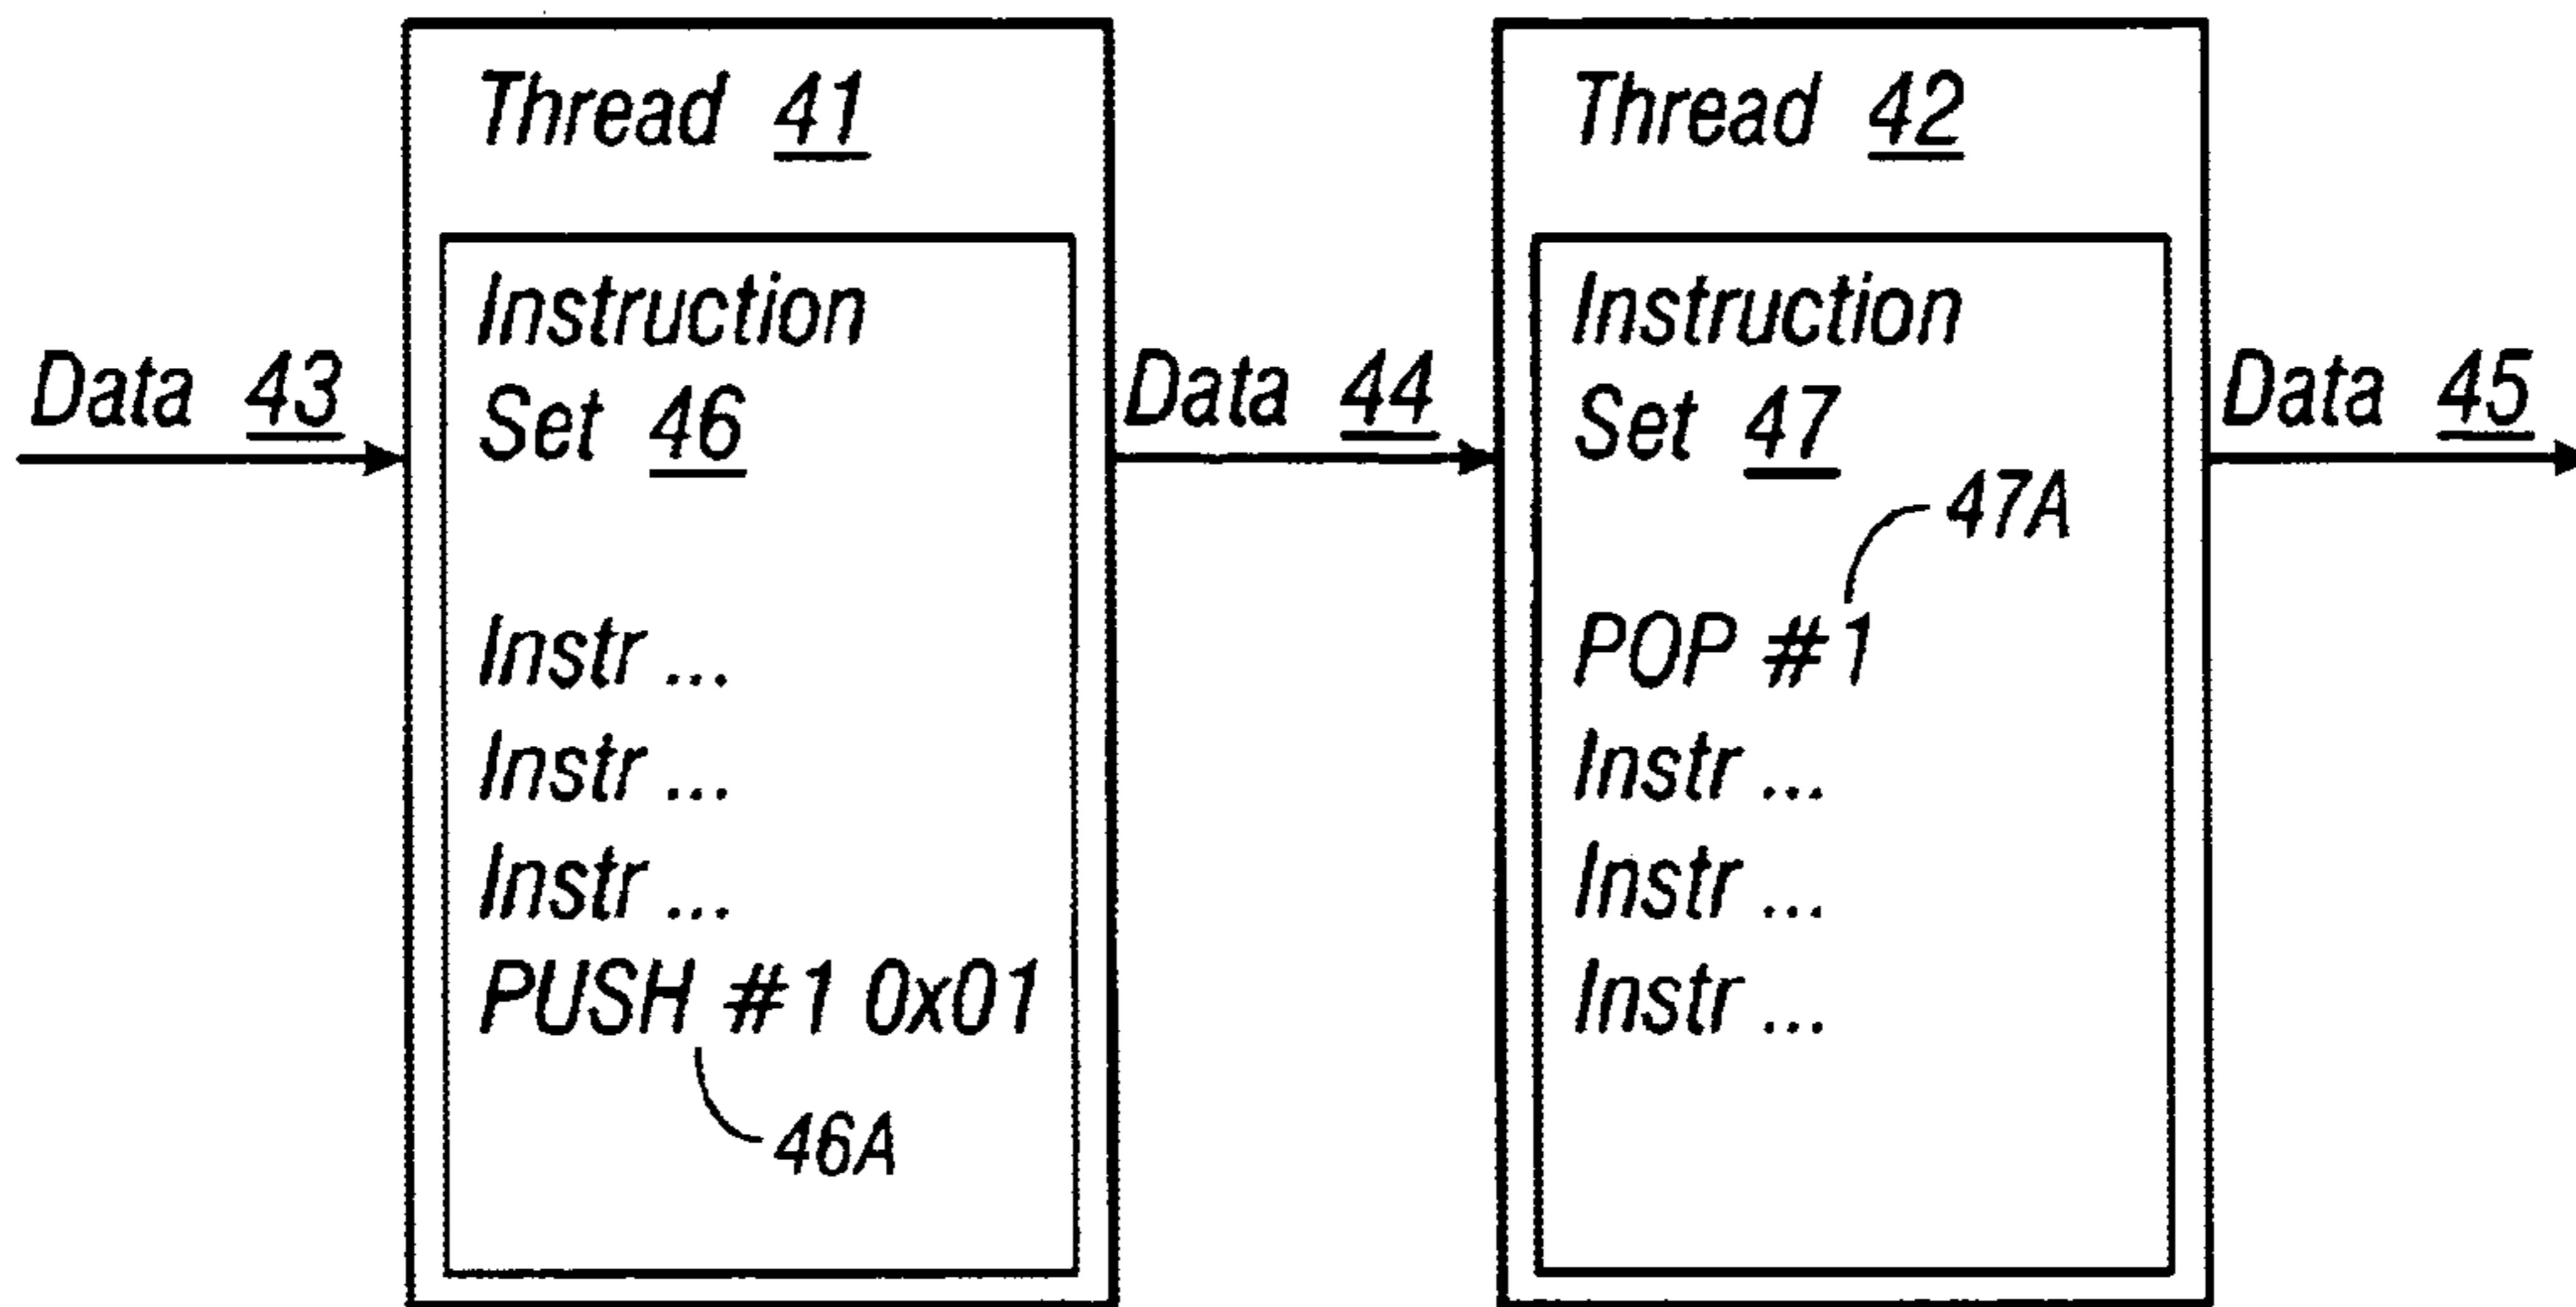 Data 43
Thread 41
Instruction
Set 46
Instr ...
Instr ...
Instr ...
PUSH #1 0x01
46A
Data 44
Thread 42
Instruction
Set 47
47A
POP #1
Instr ...
Instr ...
Instr ...
Data 45